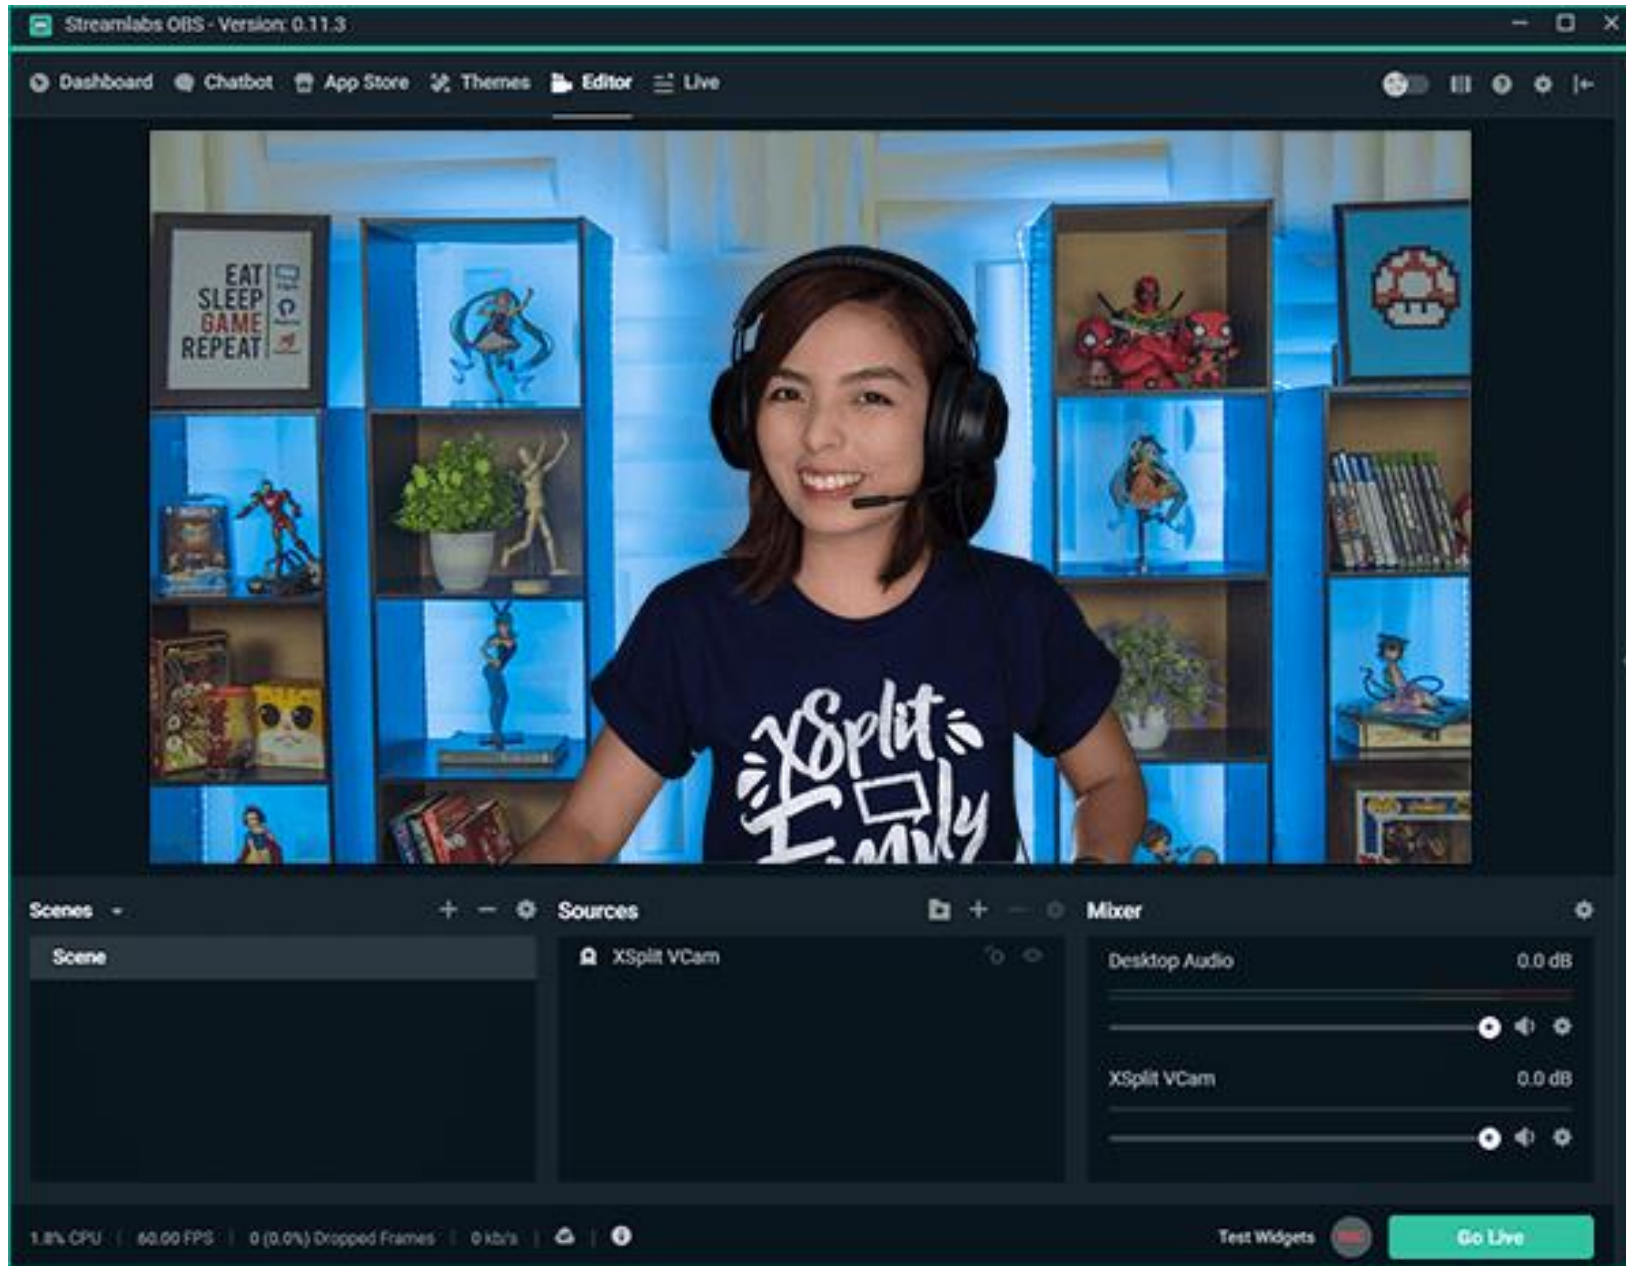 Streamlabs OBS - Version: 0.11.3
Dashboard Chatbot App Store Themes Editor Live
EAT
SLEEP
GAME
REPEAT
XSplit
Family
Scenes
Sources
Mixer
Scene
XSplit VCam
Desktop Audio 0.0 dB
XSplit VCam 0.0 dB
1.8% CPU 60.00 FPS 0 (0.0%) Dropped Frames 0 kb/s
Test Widgets
REC
Go Live